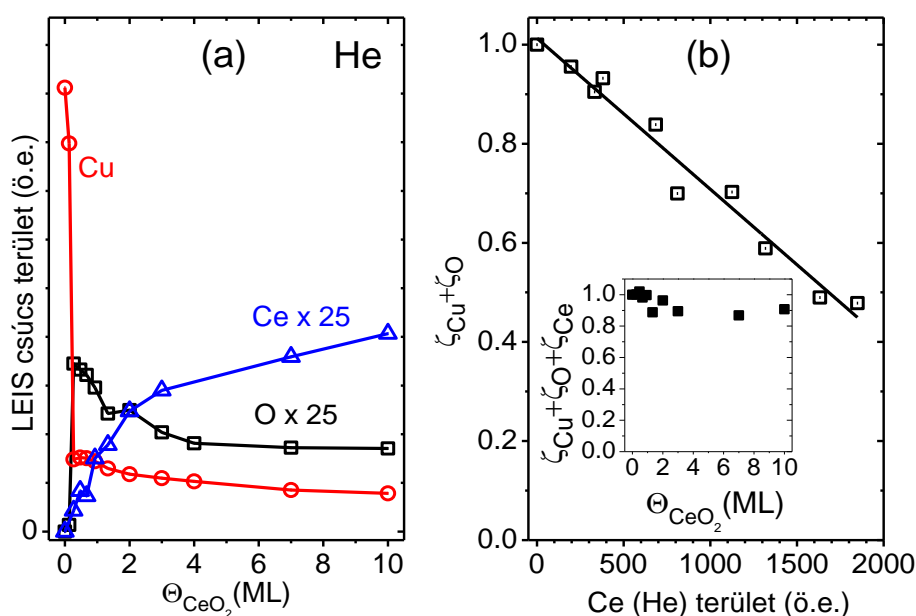 (a) He
Cu
Ce x 25
O x 25
LEIS csúcs terület (ö.e.)
0
0 2 4 6 8 10
Θ_CeO₂(ML)
(b)
1.0
0.8
0.6
0.4
0.2
0.0
ζCu+ζO
0 500 1000 1500 2000
Ce (He) terület (ö.e.)
ζCu+ζO+ζCe
1.0
0.8
0.6
0.4
0.2
0.0
0 2 4 6 8 10
Θ_CeO₂(ML)